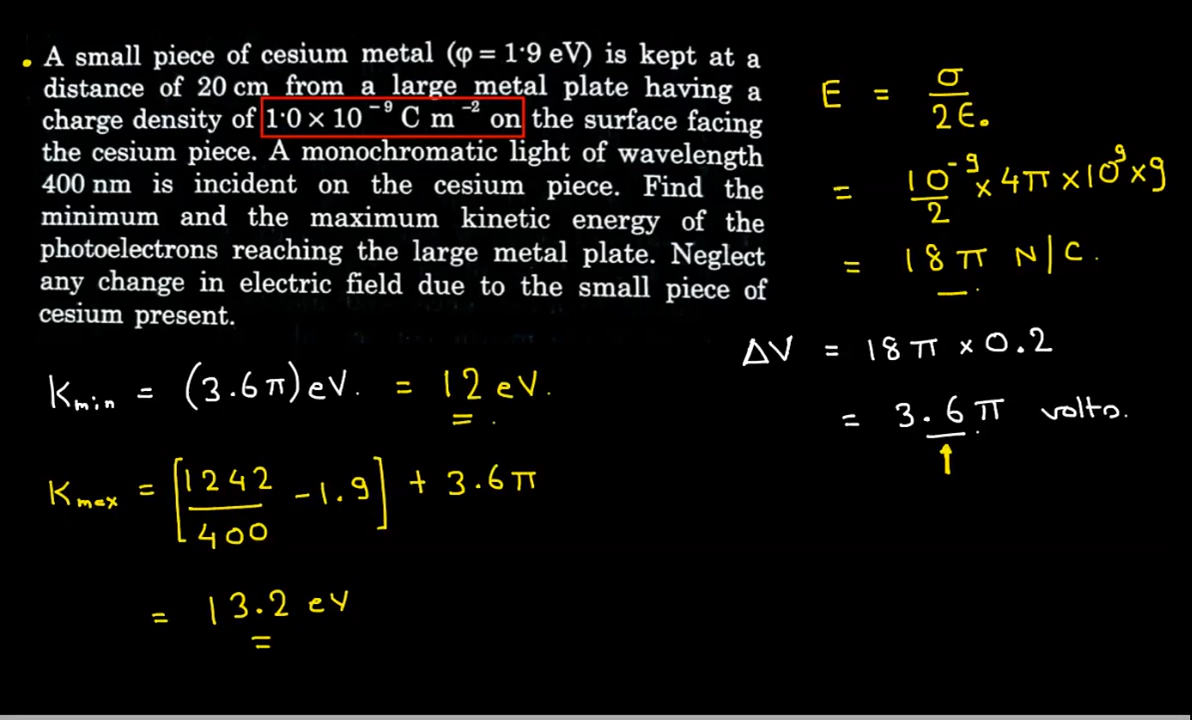 • A small piece of cesium metal (φ = 1·9 eV) is kept at a
distance of 20 cm from a large metal plate having a
charge density of 1·0 × 10⁻⁹ C m⁻² on the surface facing
the cesium piece. A monochromatic light of wavelength
400 nm is incident on the cesium piece. Find the
minimum and the maximum kinetic energy of the
photoelectrons reaching the large metal plate. Neglect
any change in electric field due to the small piece of
cesium present.
Kmin = (3.6π) eV. = 12 eV.
Kmax = [1242/400 - 1.9] + 3.6π
= 13.2 eV
E = σ/2ϵ₀
= 10⁻⁹/2 × 4π × 10⁹ × 9
= 18π N/C.
ΔV = 18π × 0.2
= 3.6π volts.